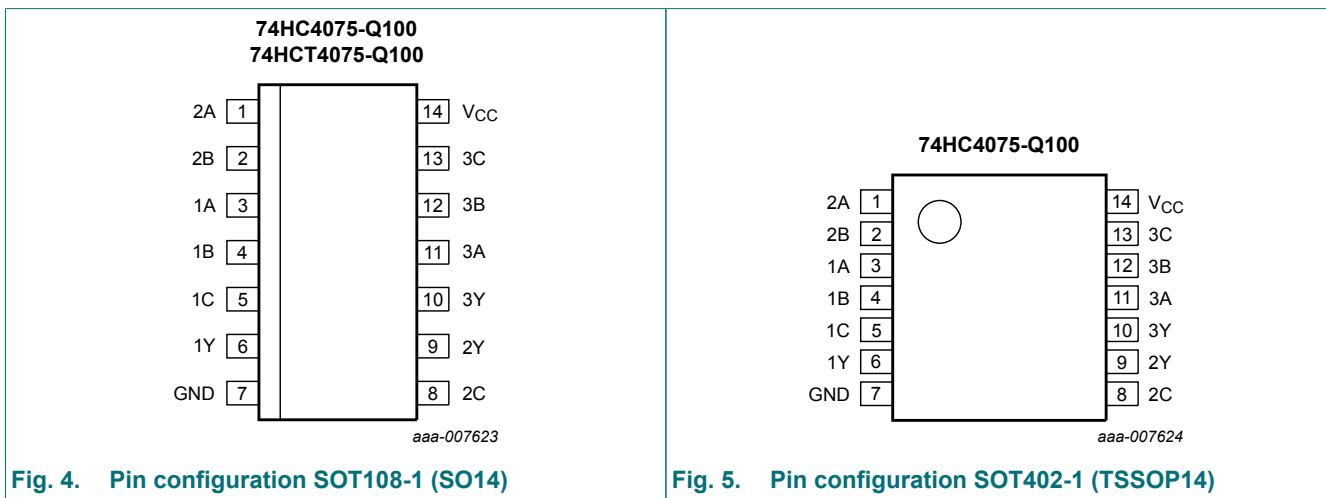 74HC4075-Q100
74HCT4075-Q100
2A 1 14 VCC
2B 2 13 3C
1A 3 12 3B
1B 4 11 3A
1C 5 10 3Y
1Y 6 9 2Y
GND 7 8 2C
aaa-007623
Fig. 4. Pin configuration SOT108-1 (SO14)
74HC4075-Q100
2A 1 14 VCC
2B 2 13 3C
1A 3 12 3B
1B 4 11 3A
1C 5 10 3Y
1Y 6 9 2Y
GND 7 8 2C
aaa-007624
Fig. 5. Pin configuration SOT402-1 (TSSOP14)